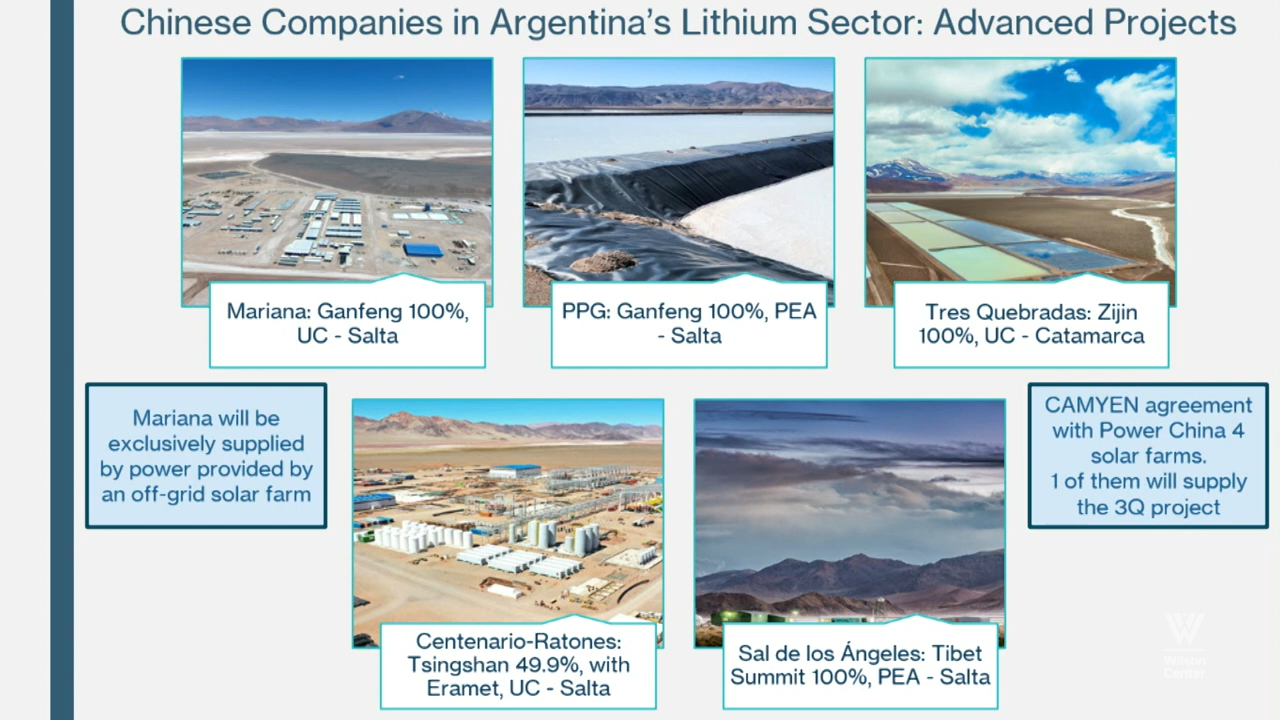 Chinese Companies in Argentina's Lithium Sector: Advanced Projects
Mariana: Ganfeng 100%,
UC - Salta
PPG: Ganfeng 100%, PEA
- Salta
Tres Quebradas: Zijin
100%, UC - Catamarca
Mariana will be
exclusively supplied
by power provided by
an off-grid solar farm
CAMYEN agreement
with Power China 4
solar farms.
1 of them will supply
the 3Q project
Centenario-Ratones:
Tsingshan 49.9%, with
Eramet, UC - Salta
Sal de los Ángeles: Tibet
Summit 100%, PEA - Salta
Wilson
Center